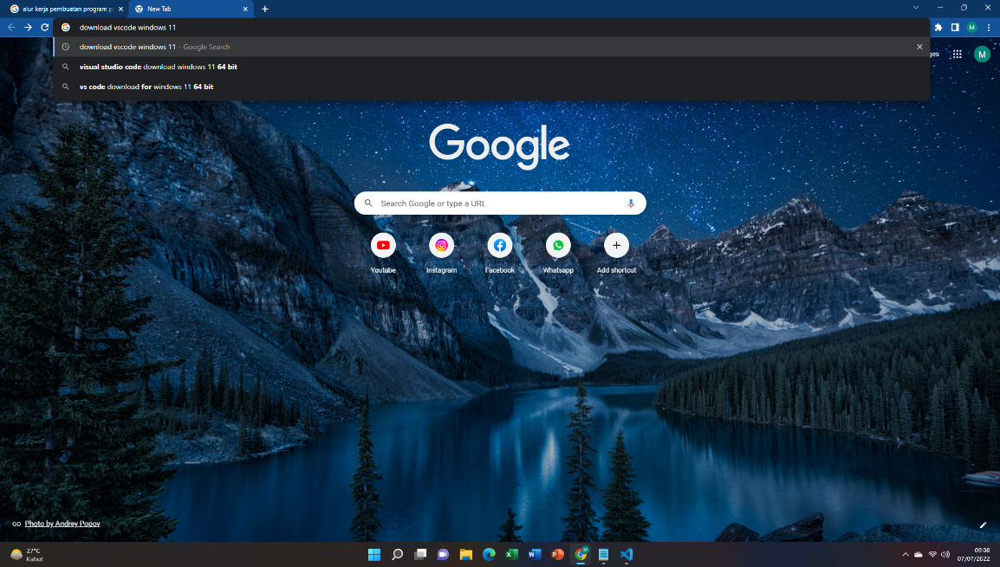 alur kerja pembuatan program p
New Tab
download vscode windows 11
download vscode windows 11 - Google Search
visual studio code download windows 11 64 bit
vs code download for windows 11 64 bit
M
M
Google
Search Google or type a URL
Youtube
Instagram
Facebook
Whatsapp
Add shortcut
Photo by Andrey Popov
27°C
Kabut
09:08
07/07/2022